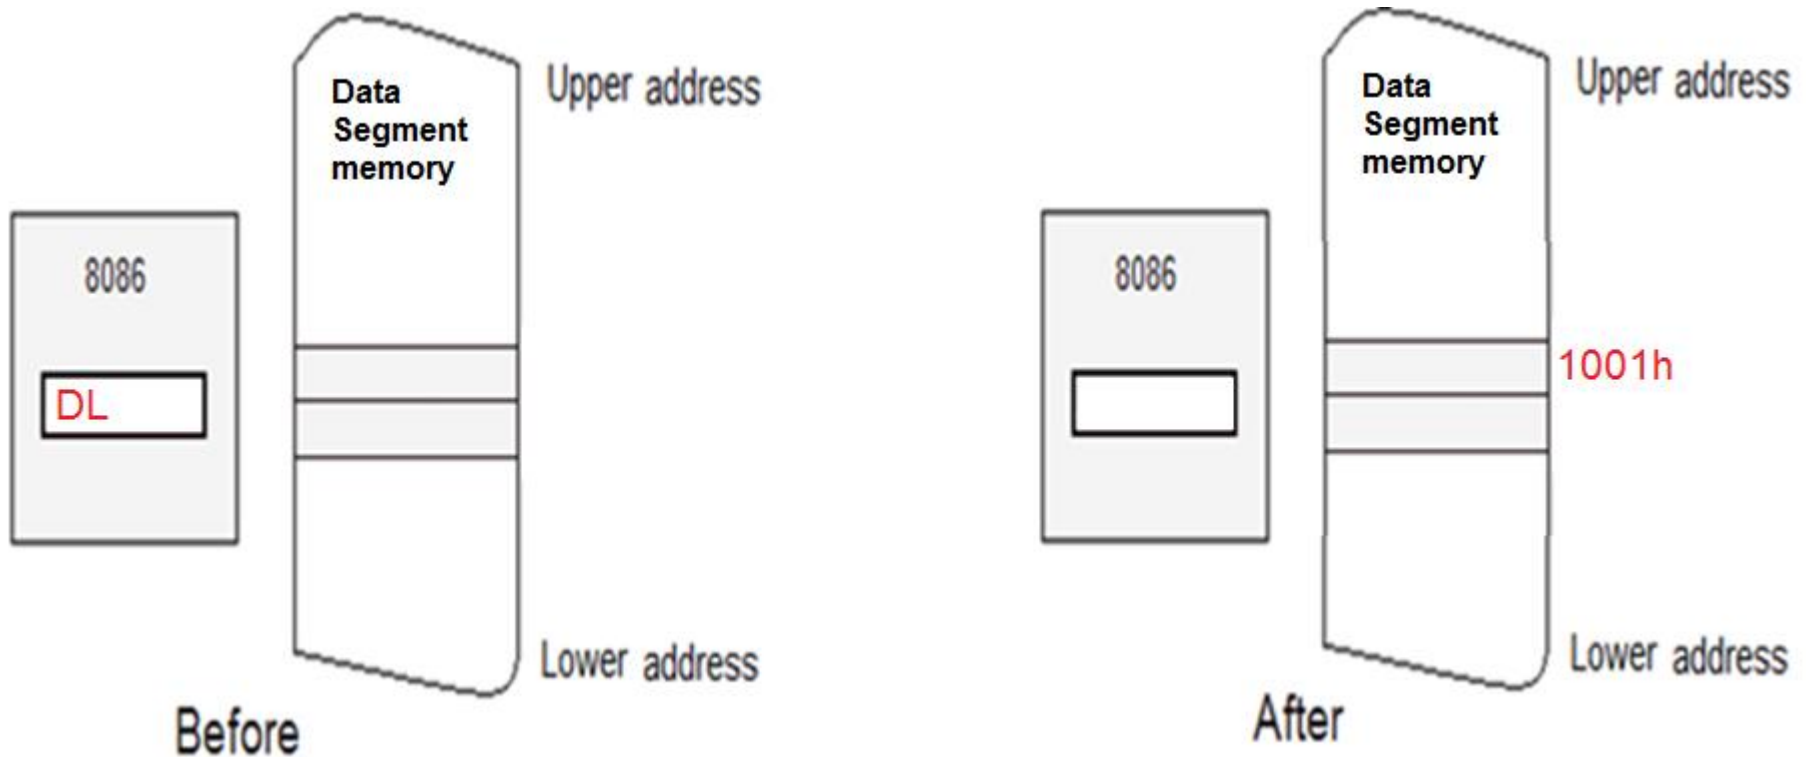 Data
Segment
memory
Upper address
8086
DL
Lower address
Before
Data
Segment
memory
Upper address
8086
1001h
Lower address
After